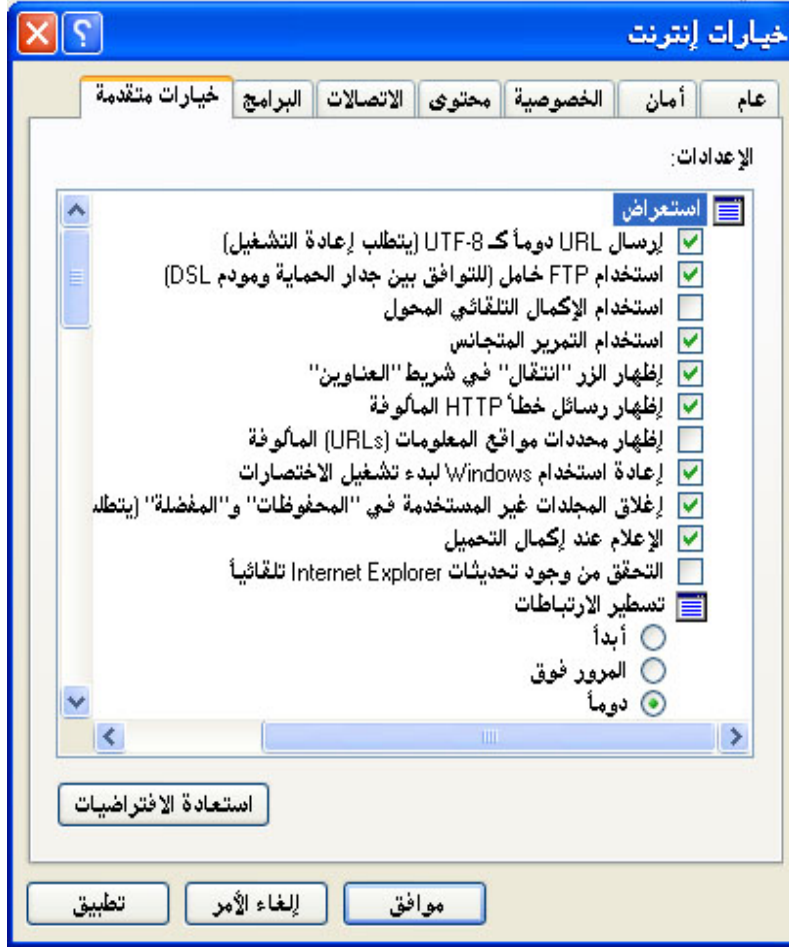 خيارات إنترنت
عام أمان الخصوصية محتوى الاتصالات البرامج خيارات متقدمة
الإعدادات:
استعراض
إرسال URL دوماً كـ UTF-8 (يتطلب إعادة التشغيل)
استخدام FTP خامل (للتوافق بين جدار الحماية ومودم DSL)
استخدام الإكمال التلقائي المحول
استخدام التمرير المتجانس
إظهار الزر "انتقال" في شريط "العناوين"
إظهار رسائل خطأ HTTP المألوفة
إظهار محددات مواقع المعلومات (URLs) المألوفة
إعادة استخدام Windows لبدء تشغيل الاختصارات
إغلاق المجلدات غير المستخدمة في "المحفوظات" و"المفضلة" (يتطلب
الإعلام عند إكمال التحميل
التحقق من وجود تحديثات Internet Explorer تلقائياً
تسطير الارتباطات
أبداً
المرور فوق
دوماً
استعادة الافتراضيات
موافق إلغاء الأمر تطبيق